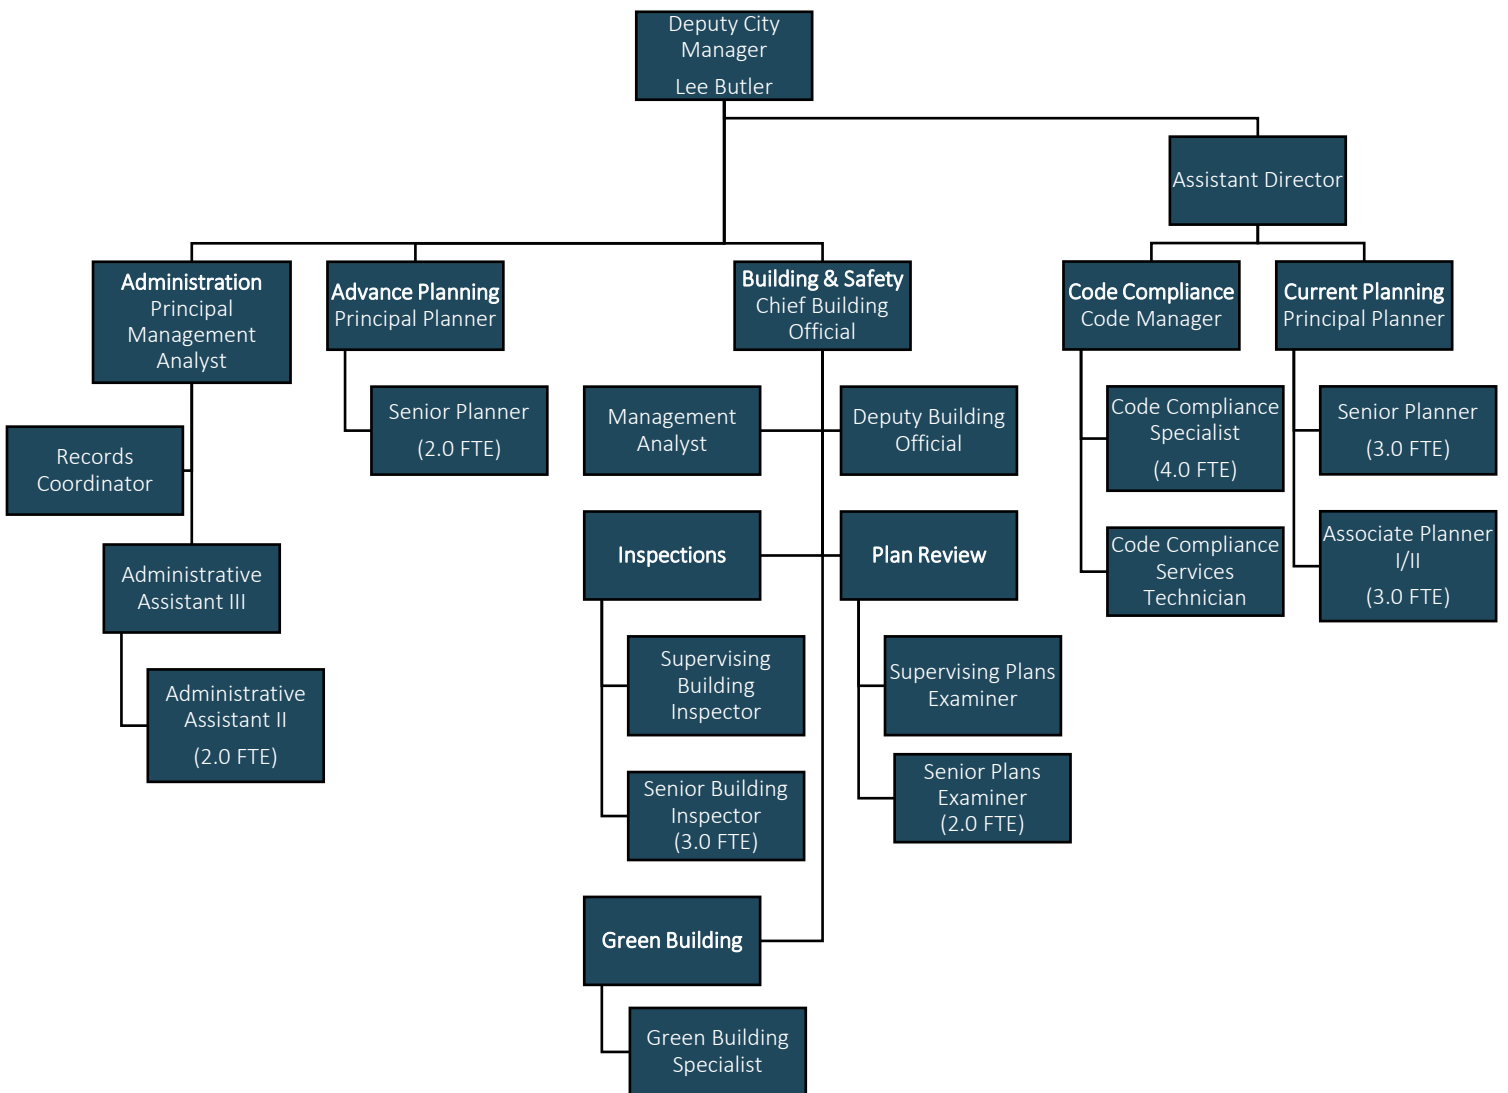 Deputy City
Manager
Lee Butler
Assistant Director
Administration
Principal
Management
Analyst
Advance Planning
Principal Planner
Building & Safety
Chief Building
Official
Code Compliance
Code Manager
Current Planning
Principal Planner
Records
Coordinator
Administrative
Assistant III
Administrative
Assistant II
(2.0 FTE)
Senior Planner
(2.0 FTE)
Management
Analyst
Deputy Building
Official
Inspections
Plan Review
Supervising
Building
Inspector
Senior Building
Inspector
(3.0 FTE)
Supervising Plans
Examiner
Senior Plans
Examiner
(2.0 FTE)
Green Building
Green Building
Specialist
Code Compliance
Specialist
(4.0 FTE)
Code Compliance
Services
Technician
Senior Planner
(3.0 FTE)
Associate Planner
I/II
(3.0 FTE)